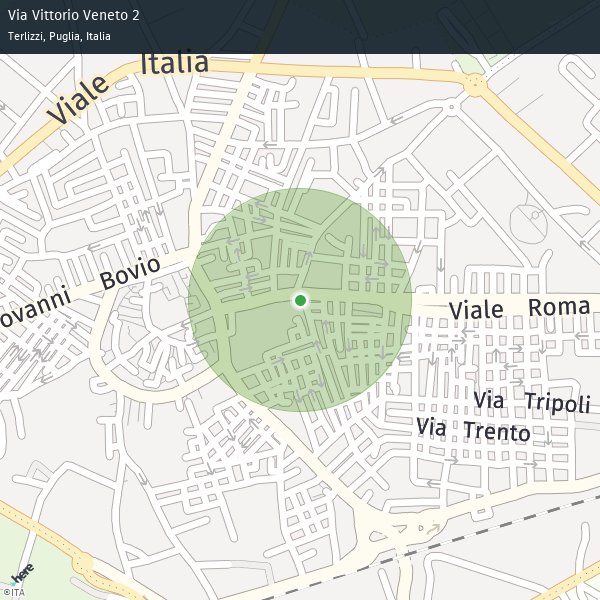 Via Vittorio Veneto 2
Terlizzi, Puglia, Italia
Viale Italia
ovanni Bovio
Viale Roma
Via Tripoli
Via Trento
here
©ITA